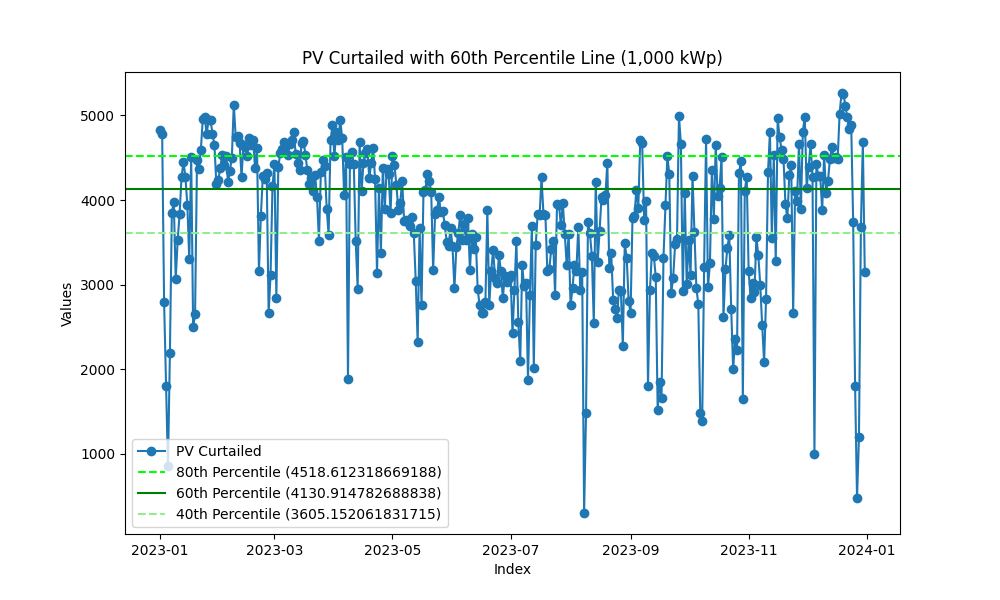 PV Curtailed with 60th Percentile Line (1,000 kWp)
Values
5000
4000
3000
2000
1000
PV Curtailed
80th Percentile (4518.612318669188)
60th Percentile (4130.914782688838)
40th Percentile (3605.152061831715)
2023-01 2023-03 2023-05 2023-07 2023-09 2023-11 2024-01
Index